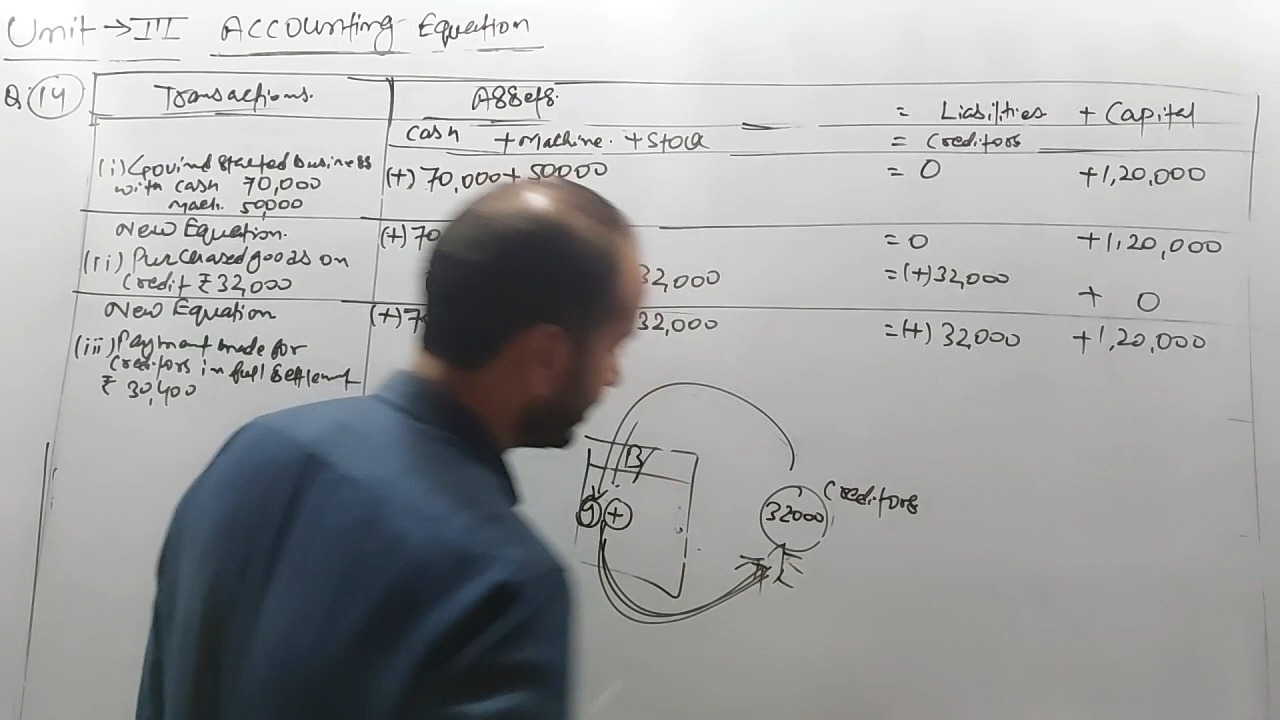 Unit → III Accounting Equation
Q. 14 Transactions. Assets. = Liabilities + Capital
Cash + Machine. + Stock = Creditors
(i) Govind started business (+) 70,000 + 50000 = 0 + 1,20,000
with cash 70,000
Mach. 50,000
New Equation. (+) 70 = 0 + 1,20,000
(ii) Purchased goods on 32,000 = (+) 32,000 + 0
Credit ₹ 32,000
New Equation (+) 7 32,000 = (+) 32,000 + 1,20,000
(iii) Payment made for
Creditors in full Settlement
₹ 30,400
B
g + 32000 Creditors